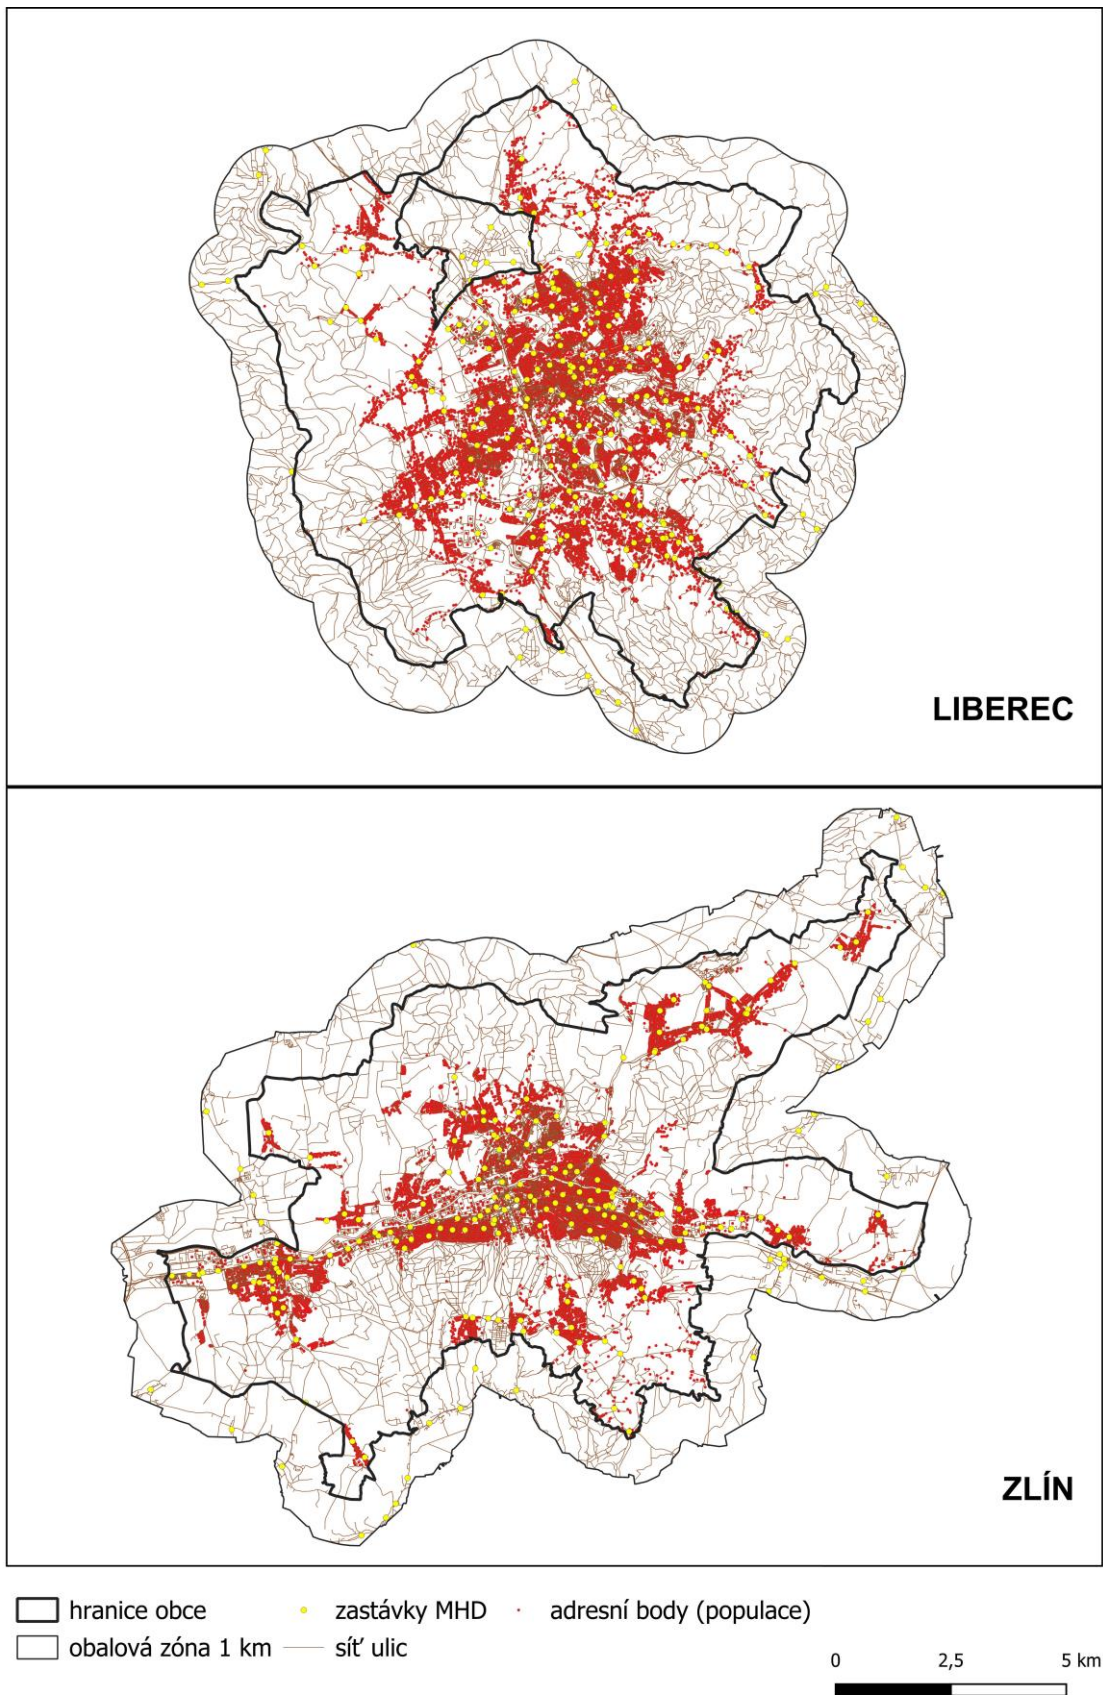 LIBEREC
ZLÍN
hranice obce
zastávky MHD
adresní body (populace)
obalová zóna 1 km
síť ulic
0 2,5 5 km